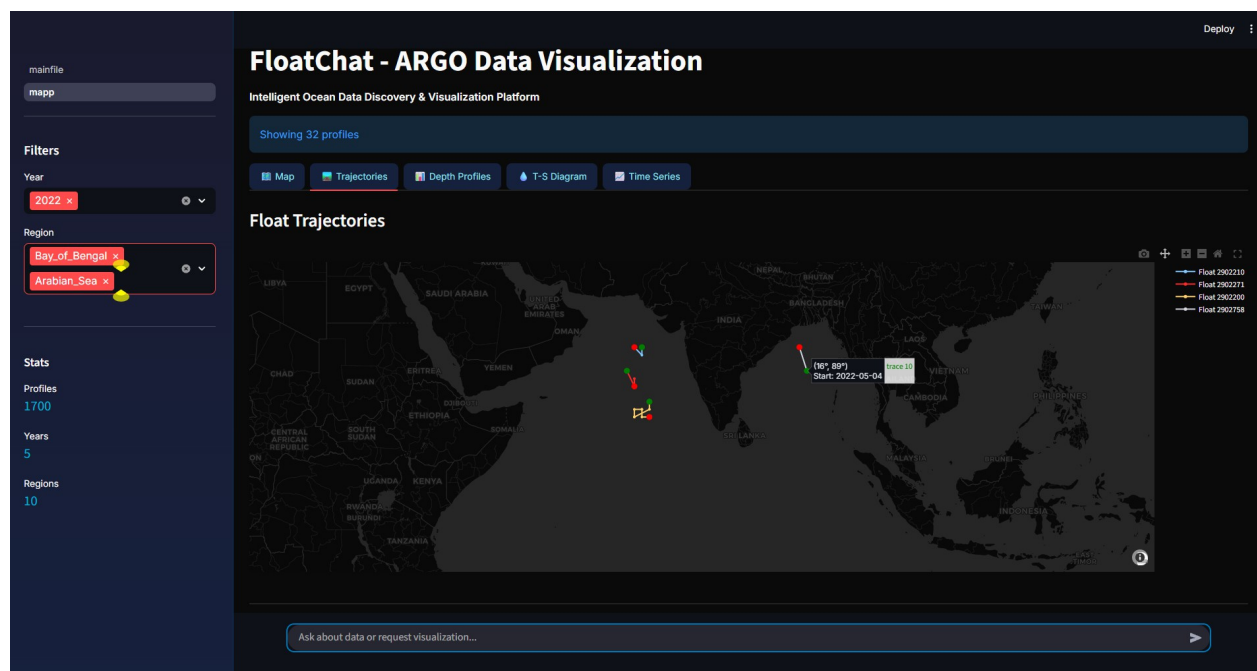 Deploy
mainfile
mapp
Filters
Year
2022 ×
Region
Bay_of_Bengal ×
Arabian_Sea ×
Stats
Profiles
1700
Years
5
Regions
10
FloatChat - ARGO Data Visualization
Intelligent Ocean Data Discovery & Visualization Platform
Showing 32 profiles
Map Trajectories Depth Profiles T-S Diagram Time Series
Float Trajectories
Float 2902210
Float 2902271
Float 2902200
Float 2902758
LIBYA
EGYPT
SAUDI ARABIA
UNITED
ARAB
EMIRATES
OMAN
NEPAL
BHUTAN
BANGLADESH
INDIA
TAIWAN
LAOS
(16°, 89°) trace 10
Start: 2022-05-04
VIETNAM
CHAD
SUDAN
ERITREA
YEMEN
DJIBOUTI
ETHIOPIA
CAMBODIA
PHILIPPINES
CENTRAL
AFRICAN
REPUBLIC
SOUTH
SUDAN
SOMALIA
SRI LANKA
MALAYSIA
BRUNEI
UGANDA
KENYA
RWANDA
BURUNDI
INDONESIA
TANZANIA
EAST
TIMOR
Ask about data or request visualization...